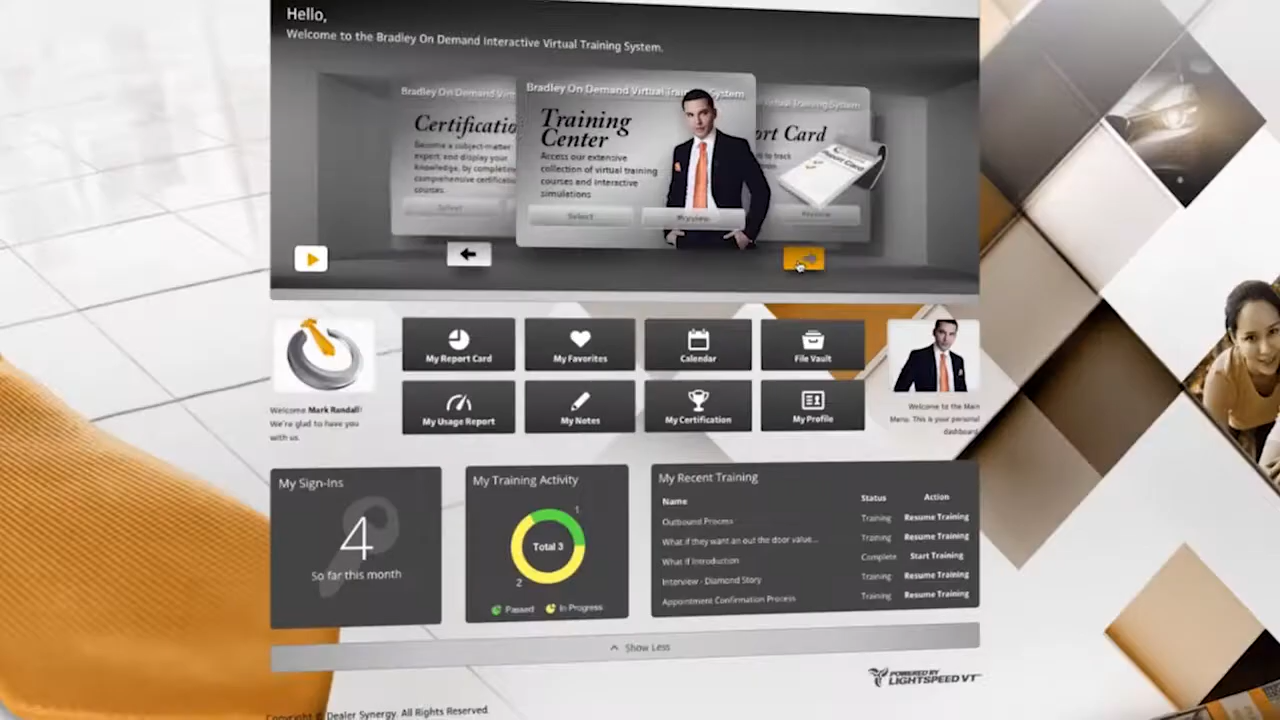 Hello,
Welcome to the Bradley On Demand Interactive Virtual Training System.
Bradley On Demand
Certificatio
Become a subject-matter
expert, and display your
knowledge, by completing
comprehensive certification
courses.
Select
Bradley On Demand Virtual Training System
Training
Center
Access our extensive
collection of virtual training
courses and interactive
simulations
Select
Preview
Virtual Training System
ort Card
to track
Report Card
Preview
My Report Card
My Favorites
Calendar
File Vault
My Usage Report
My Notes
My Certification
My Profile
Welcome Mark Randall!
We're glad to have you
with us.
Welcome to the Main
Menu. This is your personal
dashboard.
My Sign-Ins
4
So far this month
My Training Activity
1
Total 3
2
Passed
In Progress
My Recent Training
Name Status Action
Outbound Process Training Resume Training
What if they want an out the door value... Training Resume Training
What If Introduction Complete Start Training
Interview - Diamond Story Training Resume Training
Appointment Confirmation Process Training Resume Training
Show Less
POWERED BY
LIGHTSPEED VT
Copyright © Dealer Synergy. All Rights Reserved.